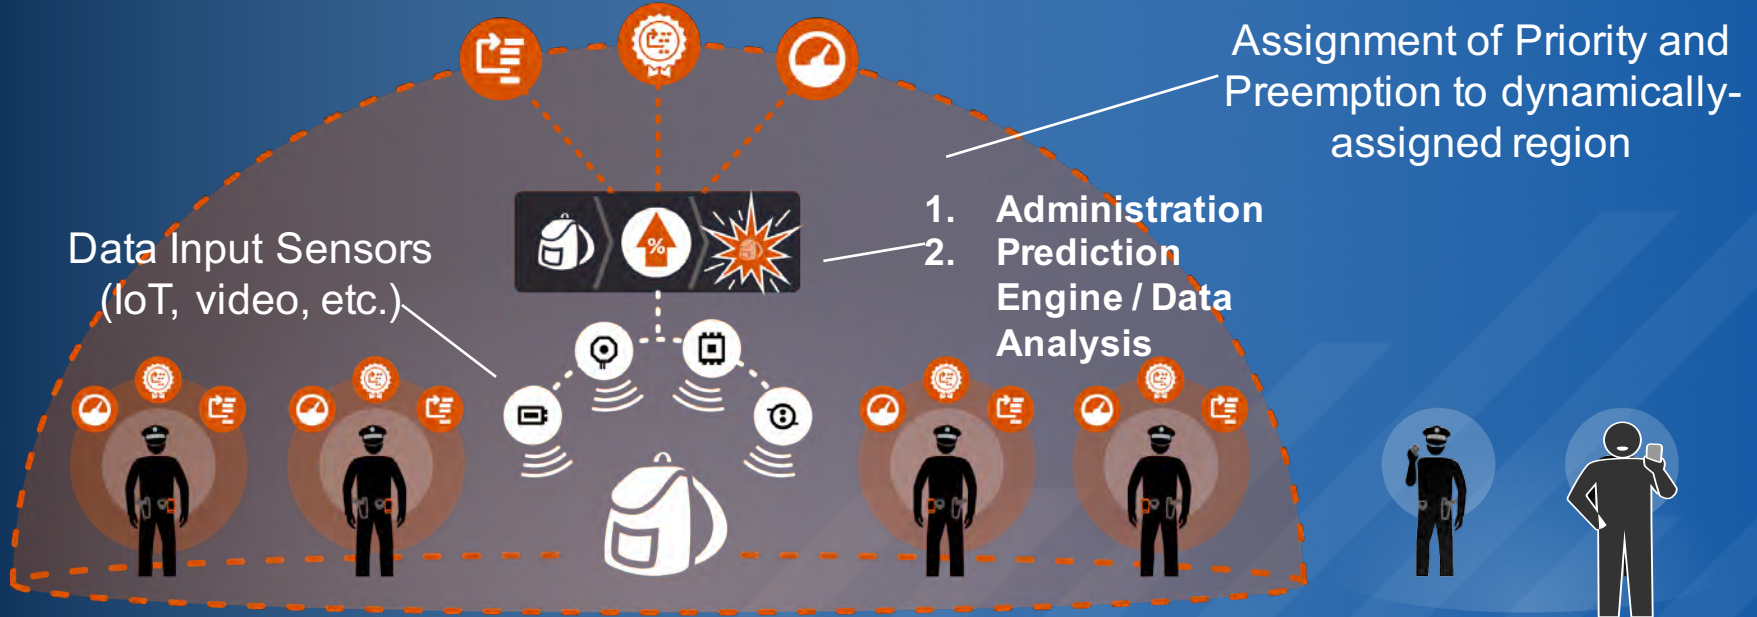 Assignment of Priority and
Preemption to dynamically-
assigned region
1. Administration
2. Prediction
Engine / Data
Analysis
Data Input Sensors
(IoT, video, etc.)
%